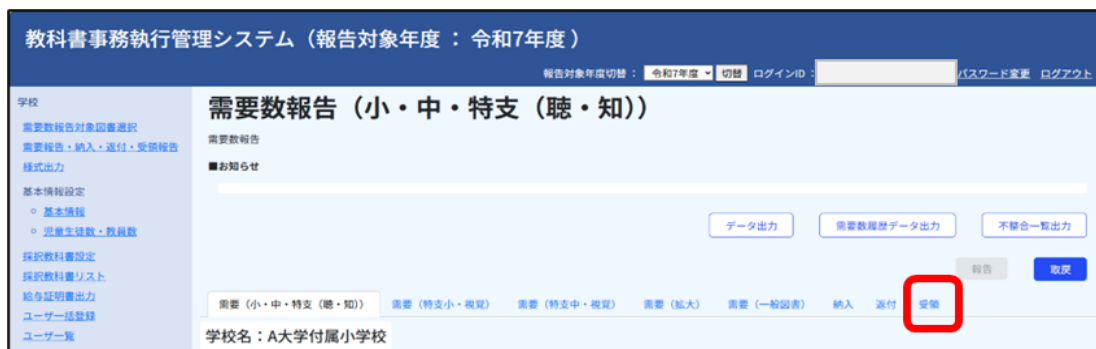 教科書事務執行管理システム（報告対象年度 ： 令和7年度 ）
報告対象年度切替 ： 令和7年度 切替 ログインID ： パスワード変更 ログアウト
学校
需要数報告対象図書選択
需要報告・納入・返付・受領報告
様式出力
基本情報設定
基本情報
児童生徒数・教員数
採択教科書設定
採択教科書リスト
給与証明書出力
ユーザ一括登録
ユーザ一覧
需要数報告（小・中・特支（聴・知））
需要数報告
■お知らせ
データ出力 需要数履歴データ出力 不整合一覧出力
報告 取戻
需要（小・中・特支（聴・知）） 需要（特支小・視覚） 需要（特支中・視覚） 需要（拡大） 需要（一般図書） 納入 返付 受領
学校名：A大学付属小学校